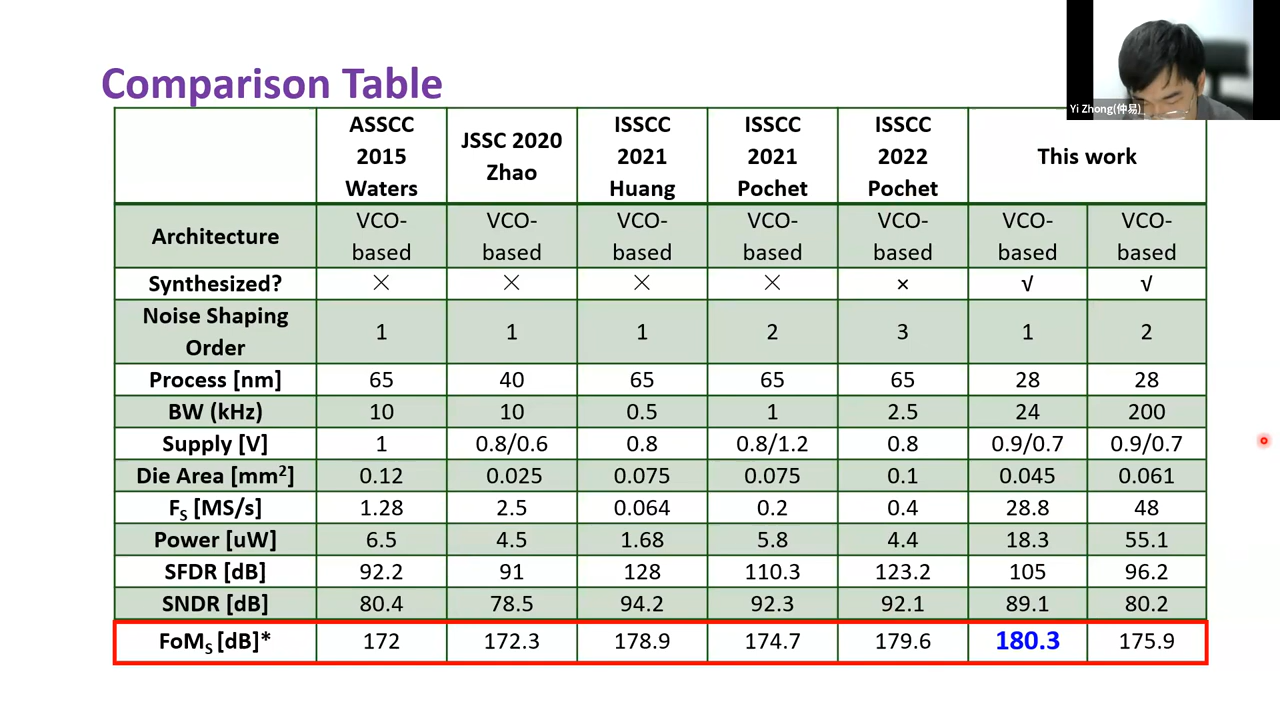 Comparison Table
Yi Zhong(仲易)
ASSCC 2015 Waters
JSSC 2020 Zhao
ISSCC 2021 Huang
ISSCC 2021 Pochet
ISSCC 2022 Pochet
This work
Architecture VCO-based VCO-based VCO-based VCO-based VCO-based VCO-based VCO-based
Synthesized? × × × × × √ √
Noise Shaping Order 1 1 1 2 3 1 2
Process [nm] 65 40 65 65 65 28 28
BW (kHz) 10 10 0.5 1 2.5 24 200
Supply [V] 1 0.8/0.6 0.8 0.8/1.2 0.8 0.9/0.7 0.9/0.7
Die Area [mm²] 0.12 0.025 0.075 0.075 0.1 0.045 0.061
FS [MS/s] 1.28 2.5 0.064 0.2 0.4 28.8 48
Power [uW] 6.5 4.5 1.68 5.8 4.4 18.3 55.1
SFDR [dB] 92.2 91 128 110.3 123.2 105 96.2
SNDR [dB] 80.4 78.5 94.2 92.3 92.1 89.1 80.2
FoMS [dB]* 172 172.3 178.9 174.7 179.6 180.3 175.9